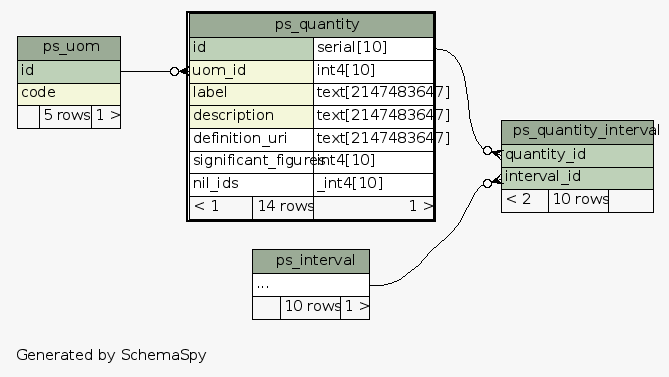 ps_uom
id
code
5 rows 1 >
ps_quantity
id serial[10]
uom_id int4[10]
label text[2147483647]
description text[2147483647]
definition_uri text[2147483647]
significant_figures int4[10]
nil_ids _int4[10]
< 1 14 rows 1 >
ps_quantity_interval
quantity_id
interval_id
< 2 10 rows
ps_interval
...
10 rows 1 >
Generated by SchemaSpy